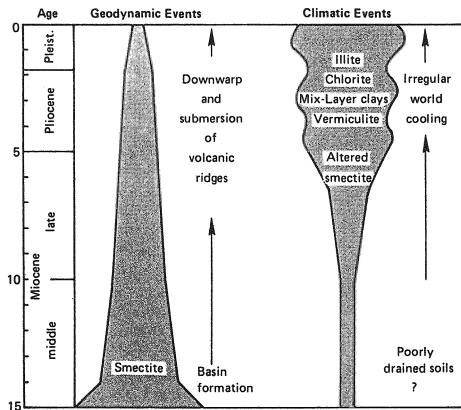 Age
Geodynamic Events
Climatic Events
0
5
10
15
Pleist.
Pliocene
Miocene
late
middle
Downwarp
and
submersion
of
volcanic
ridges
Smectite
Basin
formation
Illite
Chlorite
Mix-Layer clays
Vermiculite
Altered
smectite
Irregular
world
cooling
Poorly
drained soils
?